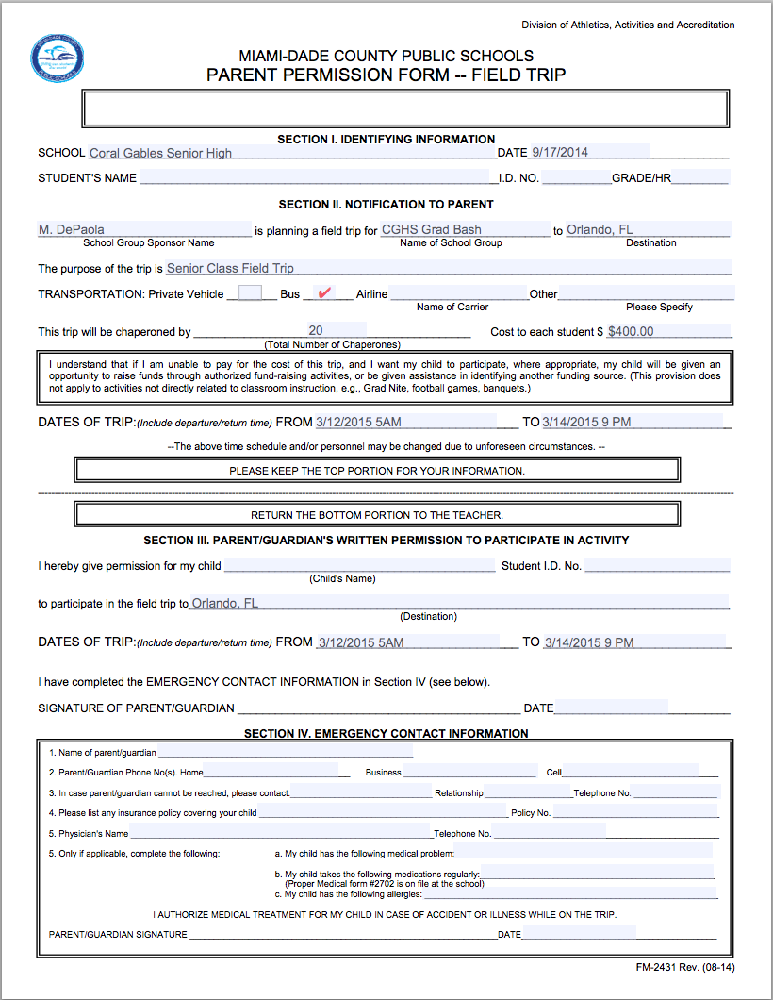 Division of Athletics, Activities and Accreditation
MIAMI-DADE COUNTY PUBLIC SCHOOLS
PARENT PERMISSION FORM -- FIELD TRIP
SECTION I. IDENTIFYING INFORMATION
SCHOOL Coral Gables Senior High DATE 9/17/2014
STUDENT'S NAME I.D. NO. GRADE/HR
SECTION II. NOTIFICATION TO PARENT
M. DePaola is planning a field trip for CGHS Grad Bash to Orlando, FL
School Group Sponsor Name Name of School Group Destination
The purpose of the trip is Senior Class Field Trip
TRANSPORTATION: Private Vehicle Bus ✔ Airline Other
Name of Carrier Please Specify
This trip will be chaperoned by 20 Cost to each student $ $400.00
(Total Number of Chaperones)
I understand that if I am unable to pay for the cost of this trip, and I want my child to participate, where appropriate, my child will be given an
opportunity to raise funds through authorized fund-raising activities, or be given assistance in identifying another funding source. (This provision does
not apply to activities not directly related to classroom instruction, e.g., Grad Nite, football games, banquets.)
DATES OF TRIP:(Include departure/return time) FROM 3/12/2015 5AM TO 3/14/2015 9 PM
--The above time schedule and/or personnel may be changed due to unforeseen circumstances. --
PLEASE KEEP THE TOP PORTION FOR YOUR INFORMATION.
RETURN THE BOTTOM PORTION TO THE TEACHER.
SECTION III. PARENT/GUARDIAN'S WRITTEN PERMISSION TO PARTICIPATE IN ACTIVITY
I hereby give permission for my child Student I.D. No.
(Child's Name)
to participate in the field trip to Orlando, FL
(Destination)
DATES OF TRIP:(Include departure/return time) FROM 3/12/2015 5AM TO 3/14/2015 9 PM
I have completed the EMERGENCY CONTACT INFORMATION in Section IV (see below).
SIGNATURE OF PARENT/GUARDIAN DATE
SECTION IV. EMERGENCY CONTACT INFORMATION
1. Name of parent/guardian
2. Parent/Guardian Phone No(s). Home Business Cell
3. In case parent/guardian cannot be reached, please contact: Relationship Telephone No.
4. Please list any insurance policy covering your child Policy No.
5. Physician's Name Telephone No.
5. Only if applicable, complete the following: a. My child has the following medical problem:
b. My child takes the following medications regularly:
(Proper Medical form #2702 is on file at the school)
c. My child has the following allergies:
I AUTHORIZE MEDICAL TREATMENT FOR MY CHILD IN CASE OF ACCIDENT OR ILLNESS WHILE ON THE TRIP.
PARENT/GUARDIAN SIGNATURE DATE
FM-2431 Rev. (08-14)